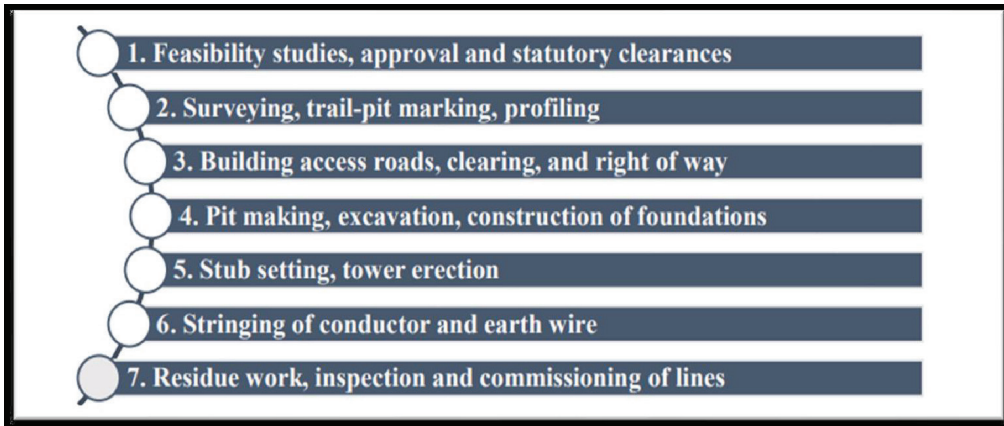 1. Feasibility studies, approval and statutory clearances
2. Surveying, trail-pit marking, profiling
3. Building access roads, clearing, and right of way
4. Pit making, excavation, construction of foundations
5. Stub setting, tower erection
6. Stringing of conductor and earth wire
7. Residue work, inspection and commissioning of lines